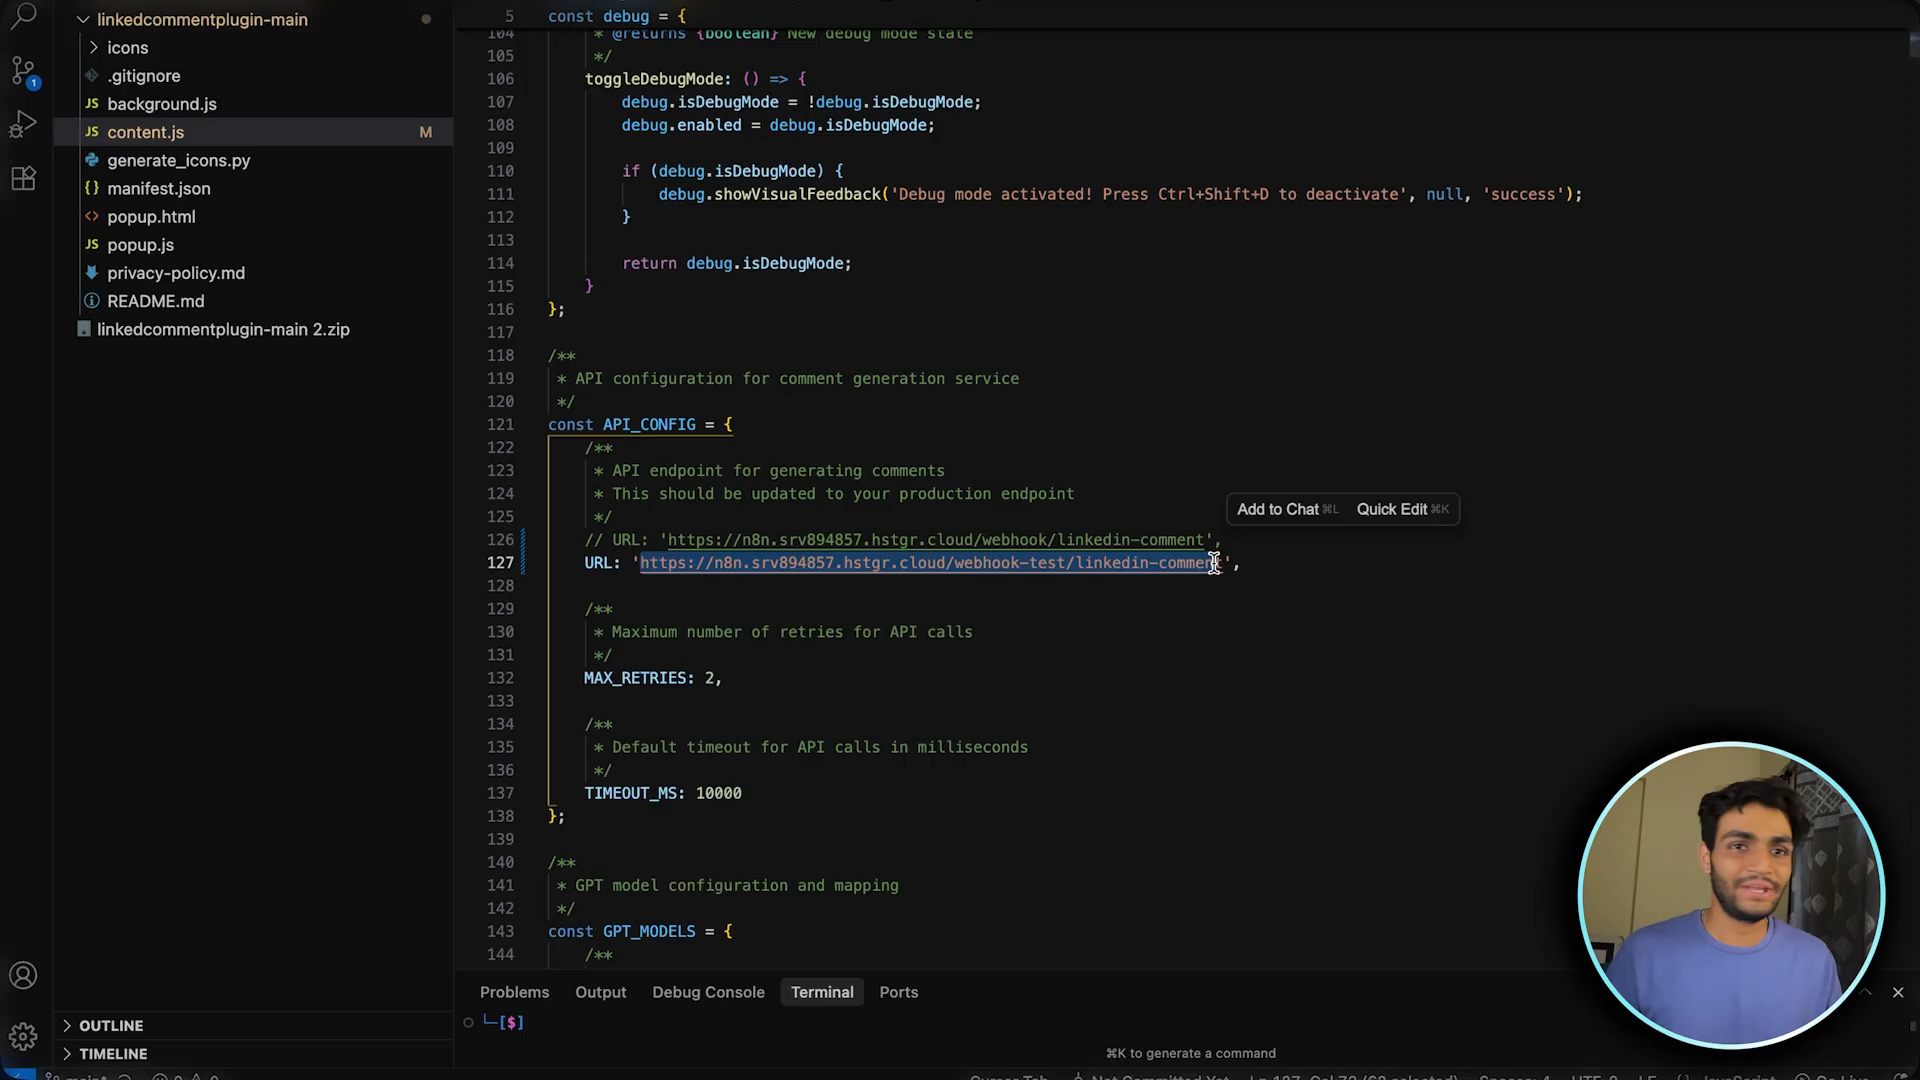 linkedcommentplugin-main
icons
.gitignore
background.js
content.js M
generate_icons.py
manifest.json
popup.html
popup.js
privacy-policy.md
README.md
linkedcommentplugin-main 2.zip
OUTLINE
TIMELINE
1
5 const debug = {
104 * @returns {boolean} New debug mode state
105 */
106 toggleDebugMode: () => {
107 debug.isDebugMode = !debug.isDebugMode;
108 debug.enabled = debug.isDebugMode;
109
110 if (debug.isDebugMode) {
111 debug.showVisualFeedback('Debug mode activated! Press Ctrl+Shift+D to deactivate', null, 'success');
112 }
113
114 return debug.isDebugMode;
115 }
116 };
117
118 /**
119 * API configuration for comment generation service
120 */
121 const API_CONFIG = {
122 /**
123 * API endpoint for generating comments
124 * This should be updated to your production endpoint
125 */
Add to Chat ⌘L Quick Edit ⌘K
126 // URL: 'https://n8n.srv894857.hstgr.cloud/webhook/linkedin-comment',
127 URL: 'https://n8n.srv894857.hstgr.cloud/webhook-test/linkedin-comment',
128
129 /**
130 * Maximum number of retries for API calls
131 */
132 MAX_RETRIES: 2,
133
134 /**
135 * Default timeout for API calls in milliseconds
136 */
137 TIMEOUT_MS: 10000
138 };
139
140 /**
141 * GPT model configuration and mapping
142 */
143 const GPT_MODELS = {
144 /**
Problems Output Debug Console Terminal Ports
└─[$]
⌘K to generate a command